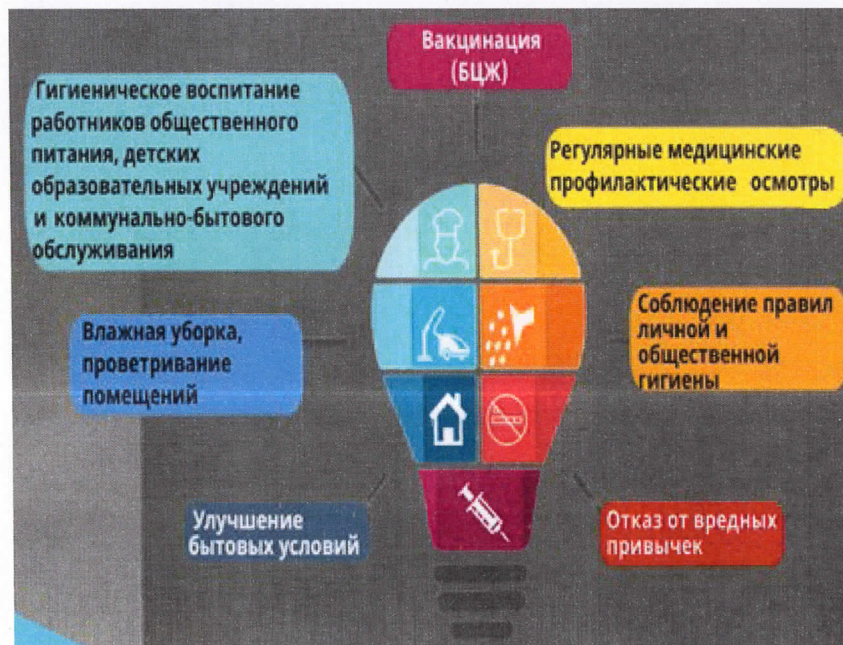 Вакцинация
(БЦЖ)
Гигиеническое воспитание
работников общественного
питания, детских
образовательных учреждений
и коммунально-бытового
обслуживания
Регулярные медицинские
профилактические осмотры
Влажная уборка,
проветривание
помещений
Соблюдение правил
личной и
общественной
гигиены
Улучшение
бытовых условий
Отказ от вредных
привычек